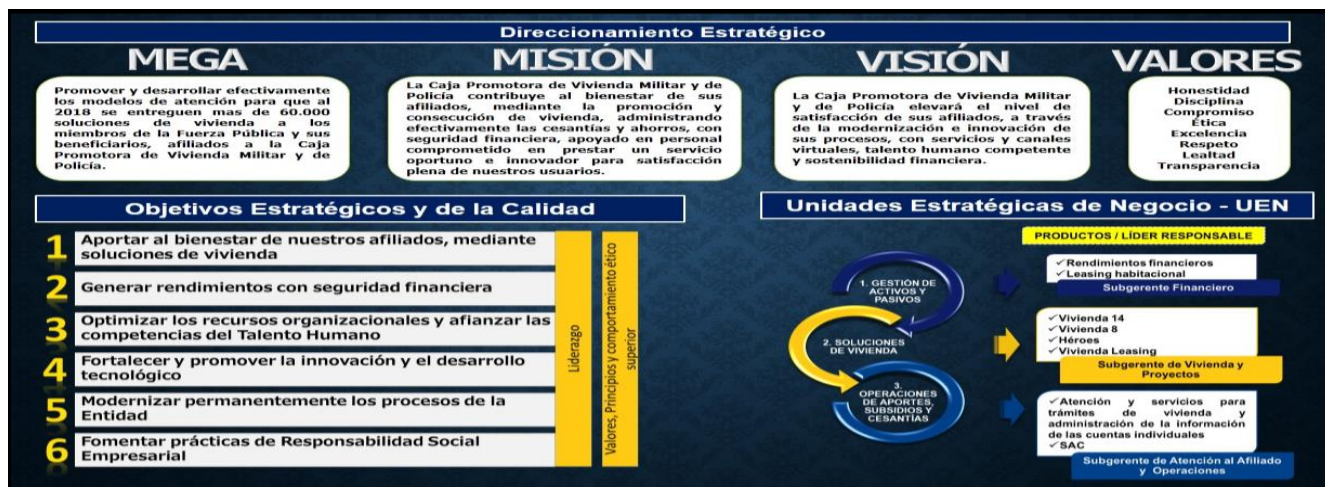 Direccionamiento Estratégico
MEGA
Promover y desarrollar efectivamente
los modelos de atención para que al
2018 se entreguen mas de 60.000
soluciones de vivienda a los
miembros de la Fuerza Pública y sus
beneficiarios, afiliados a la Caja
Promotora de Vivienda Militar y de
Policía.
MISIÓN
La Caja Promotora de Vivienda Militar y de
Policía contribuye al bienestar de sus
afiliados, mediante la promoción y
consecución de vivienda, administrando
efectivamente las cesantías y ahorros, con
seguridad financiera, apoyado en personal
comprometido en prestar un servicio
oportuno e innovador para satisfacción
plena de nuestros usuarios.
VISIÓN
La Caja Promotora de Vivienda Militar
y de Policía elevará el nivel de
satisfacción de sus afiliados, a través
de la modernización e innovación de
sus procesos, con servicios y canales
virtuales, talento humano competente
y sostenibilidad financiera.
VALORES
Honestidad
Disciplina
Compromiso
Ética
Excelencia
Respeto
Lealtad
Transparencia
Objetivos Estratégicos y de la Calidad
1 Aportar al bienestar de nuestros afiliados, mediante
soluciones de vivienda
2 Generar rendimientos con seguridad financiera
3 Optimizar los recursos organizacionales y afianzar las
competencias del Talento Humano
4 Fortalecer y promover la innovación y el desarrollo
tecnológico
5 Modernizar permanentemente los procesos de la
Entidad
6 Fomentar prácticas de Responsabilidad Social
Empresarial
Liderazgo
Valores, Principios y comportamiento ético
superior
Unidades Estratégicas de Negocio - UEN
PRODUCTOS / LÍDER RESPONSABLE
1. GESTIÓN DE
ACTIVOS Y
PASIVOS
✓Rendimientos financieros
✓Leasing habitacional
Subgerente Financiero
2. SOLUCIONES
DE VIVIENDA
✓Vivienda 14
✓Vivienda 8
✓Héroes
✓Vivienda Leasing
Subgerente de Vivienda y
Proyectos
3.
OPERACIONES
DE APORTES,
SUBSIDIOS Y
CESANTÍAS
✓Atención y servicios para
trámites de vivienda y
administración de la información
de las cuentas individuales
✓SAC
Subgerente de Atención al Afiliado
y Operaciones